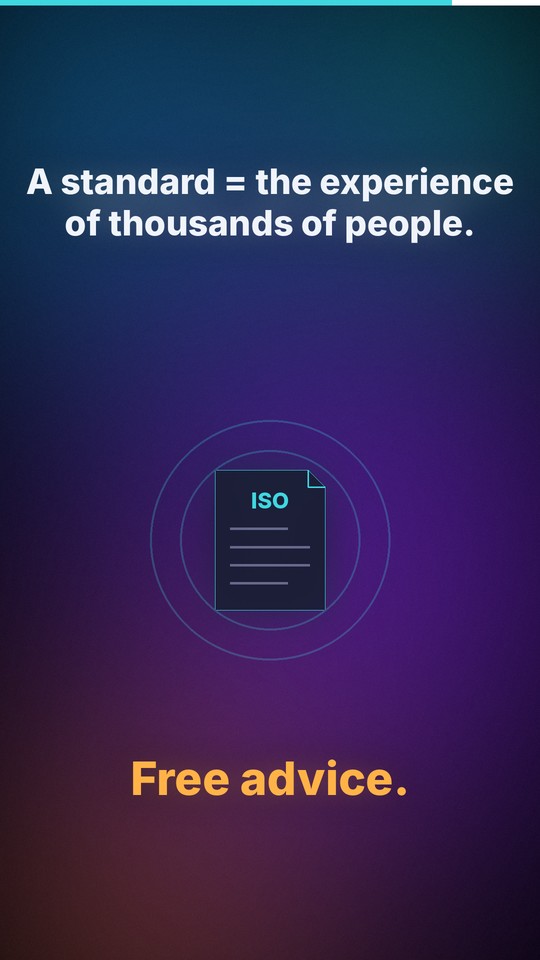 A standard = the experience
of thousands of people.
ISO
Free advice.